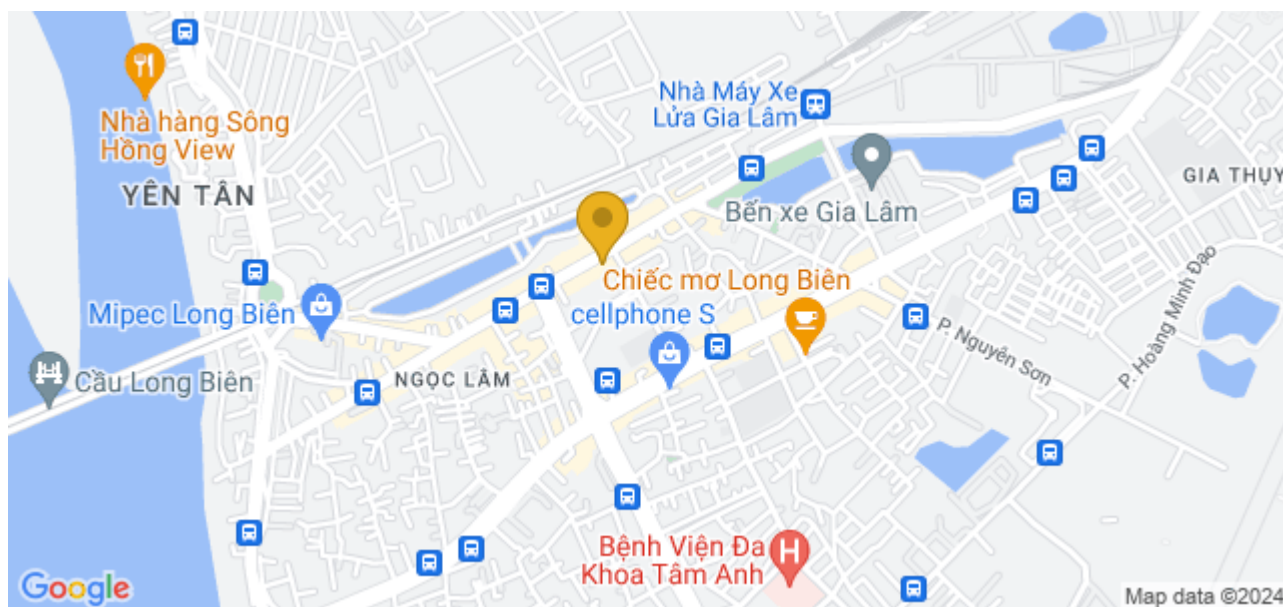 Nhà Máy Xe
Lửa Gia Lâm
Nhà hàng Sông
Hồng View
YÊN TÂN
GIA THỤY
Bến xe Gia Lâm
Chiếc mơ Long Biên
Mipec Long Biên
cellphone S
P. Hoàng Minh Đạo
P. Nguyên Sơn
Cầu Long Biên
NGỌC LÂM
Bệnh Viện Đa
Khoa Tâm Anh
H
Google
Map data ©2024